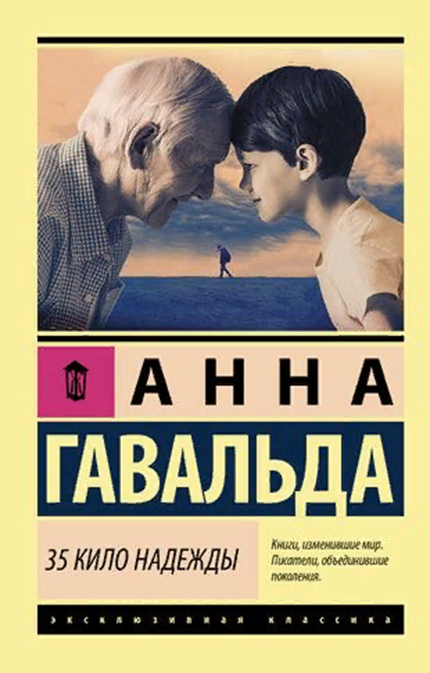 АННА
ГАВАЛЬДА
35 КИЛО НАДЕЖДЫ
Книги, изменившие мир.
Писатели, объединившие
поколения.
эксклюзивная классика